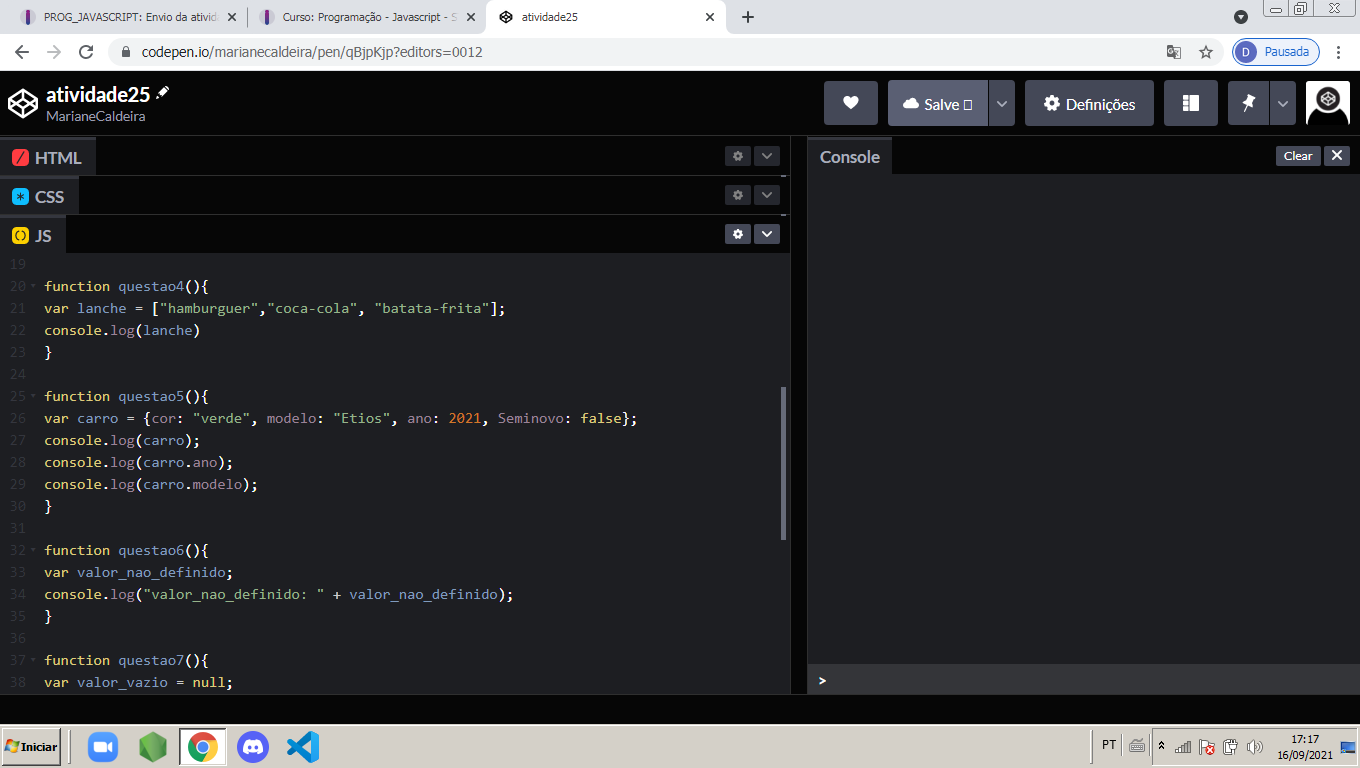 PROG_JAVASCRIPT: Envio da ativid
Curso: Programação - Javascript - S
atividade25
codepen.io/marianecaldeira/pen/qBjpKjp?editors=0012
D Pausada
atividade25
MarianeCaldeira
Salve
Definições
HTML
CSS
JS
Console
Clear
19
20 function questao4(){
21 var lanche = ["hamburguer","coca-cola", "batata-frita"];
22 console.log(lanche)
23 }
24
25 function questao5(){
26 var carro = {cor: "verde", modelo: "Etios", ano: 2021, Seminovo: false};
27 console.log(carro);
28 console.log(carro.ano);
29 console.log(carro.modelo);
30 }
31
32 function questao6(){
33 var valor_nao_definido;
34 console.log("valor_nao_definido: " + valor_nao_definido);
35 }
36
37 function questao7(){
38 var valor_vazio = null;
>
Iniciar
PT
17:17
16/09/2021